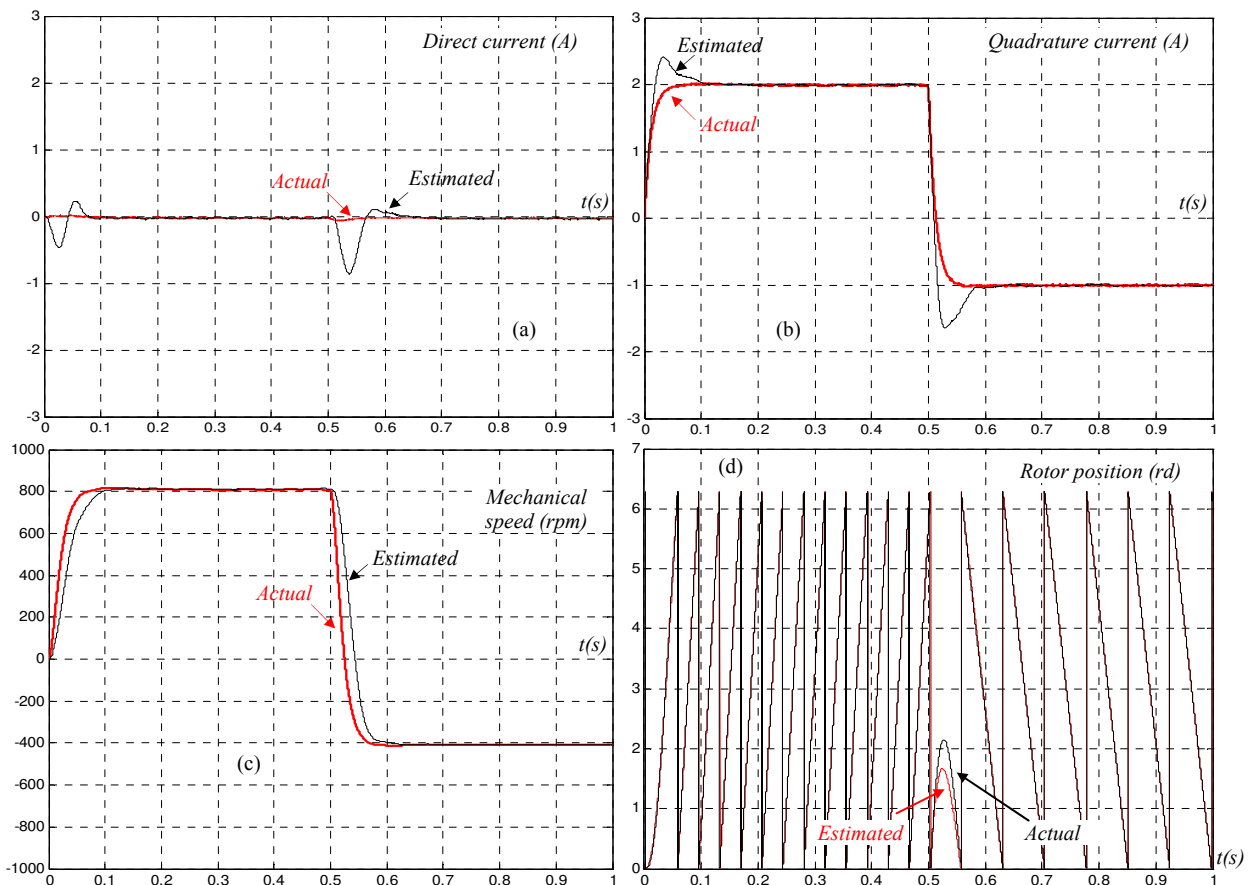 3
Direct current (A)
2
1
Actual
Estimated
t(s)
0
-1
(a)
-2
-3
0 0.1 0.2 0.3 0.4 0.5 0.6 0.7 0.8 0.9 1
3
Estimated
Quadrature current (A)
2
Actual
1
t(s)
0
-1
(b)
-2
-3
0 0.1 0.2 0.3 0.4 0.5 0.6 0.7 0.8 0.9 1
1000
800
Mechanical
speed (rpm)
600
Estimated
400
Actual
200
t(s)
0
-200
-400
(c)
-600
-800
-1000
0 0.1 0.2 0.3 0.4 0.5 0.6 0.7 0.8 0.9 1
7
(d)
Rotor position (rd)
6
5
4
3
2
1
Estimated
Actual
t(s)
0
0 0.1 0.2 0.3 0.4 0.5 0.6 0.7 0.8 0.9 1